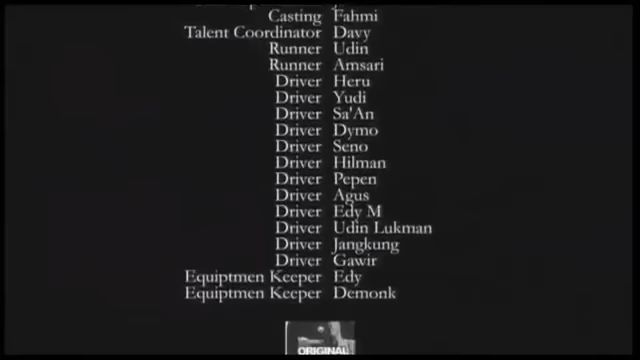 Casting Fahmi
Talent Coordinator Davy
Runner Udin
Runner Amsari
Driver Heru
Driver Yudi
Driver Sa'An
Driver Dymo
Driver Seno
Driver Hilman
Driver Pepen
Driver Agus
Driver Edy M
Driver Udin Lukman
Driver Jangkung
Driver Gawir
Equiptmen Keeper Edy
Equiptmen Keeper Demonk
ORIGINAL